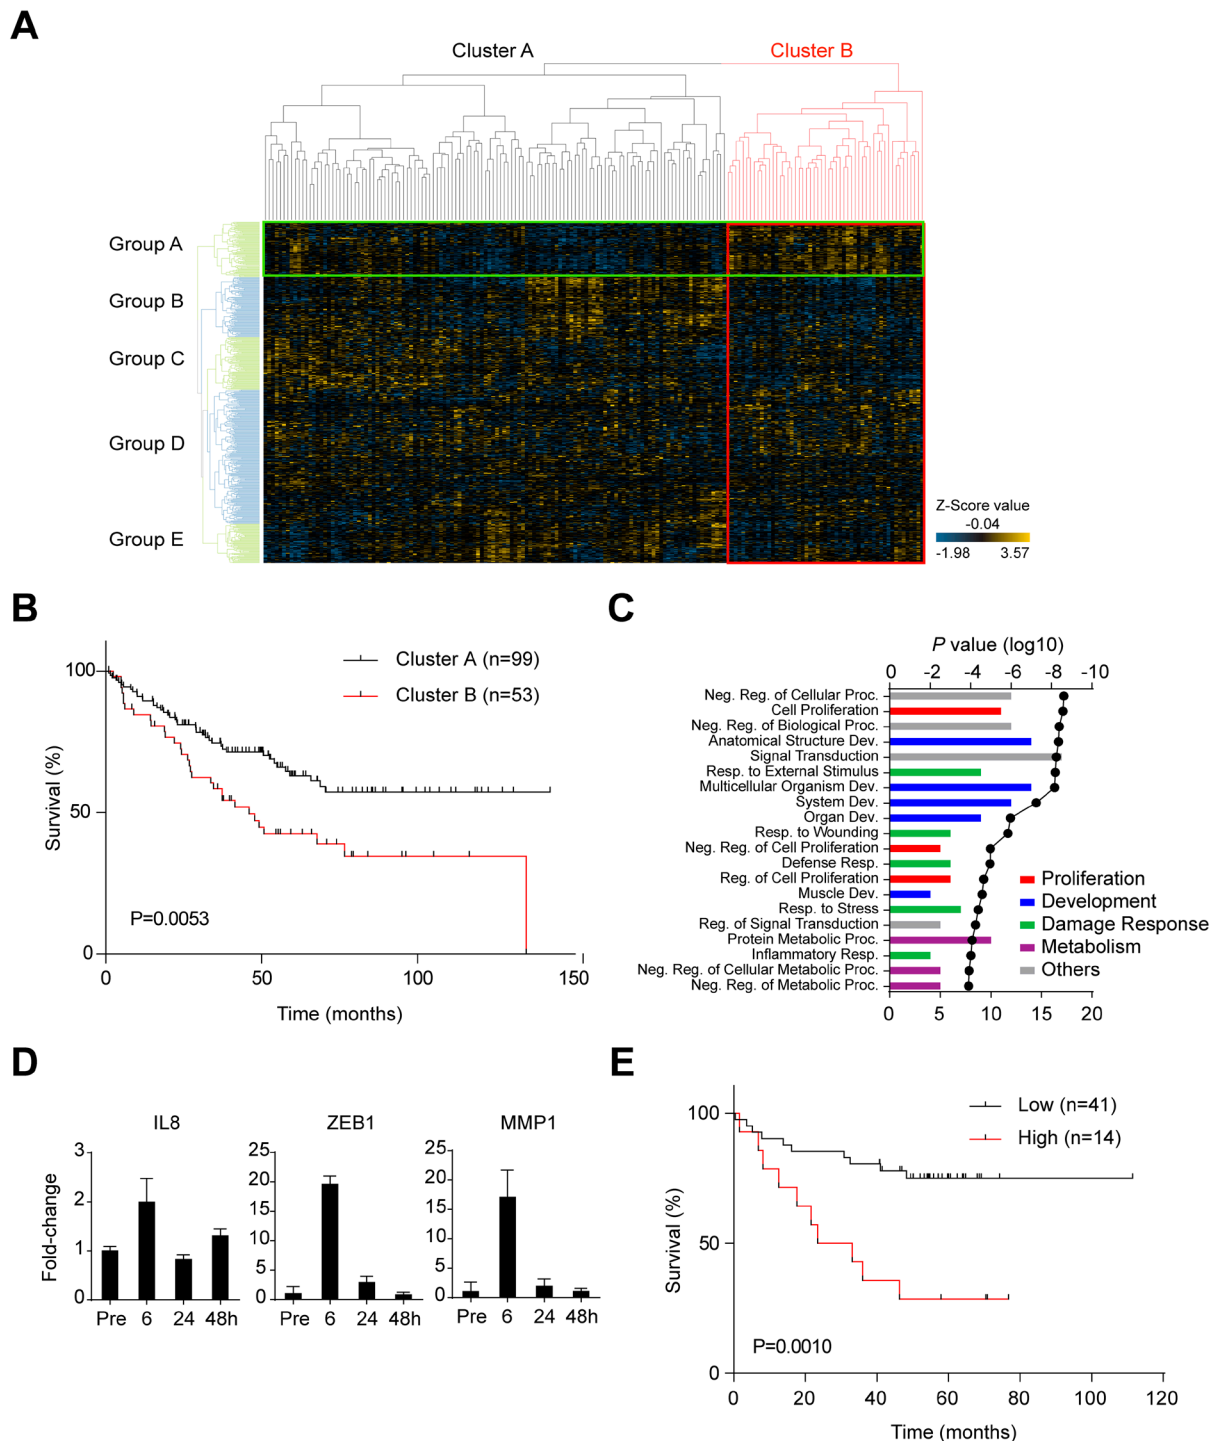 A
Cluster A
Cluster B
Group A
Group B
Group C
Group D
Group E
Z-Score value
-0.04
-1.98 3.57
B
100
50
0
Survival (%)
Cluster A (n=99)
Cluster B (n=53)
P=0.0053
0 50 100 150
Time (months)
C
P value (log10)
0 -2 -4 -6 -8 -10
Neg. Reg. of Cellular Proc.
Cell Proliferation
Neg. Reg. of Biological Proc.
Anatomical Structure Dev.
Signal Transduction
Resp. to External Stimulus
Multicellular Organism Dev.
System Dev.
Organ Dev.
Resp. to Wounding
Neg. Reg. of Cell Proliferation
Defense Resp.
Reg. of Cell Proliferation
Muscle Dev.
Resp. to Stress
Reg. of Signal Transduction
Protein Metabolic Proc.
Inflammatory Resp.
Neg. Reg. of Cellular Metabolic Proc.
Neg. Reg. of Metabolic Proc.
Proliferation
Development
Damage Response
Metabolism
Others
0 5 10 15 20
D
Fold-change
IL8
3
2
1
0
Pre 6 24 48h
ZEB1
25
20
15
10
5
0
Pre 6 24 48h
MMP1
25
20
15
10
5
0
Pre 6 24 48h
E
100
50
0
Survival (%)
Low (n=41)
High (n=14)
P=0.0010
0 20 40 60 80 100 120
Time (months)